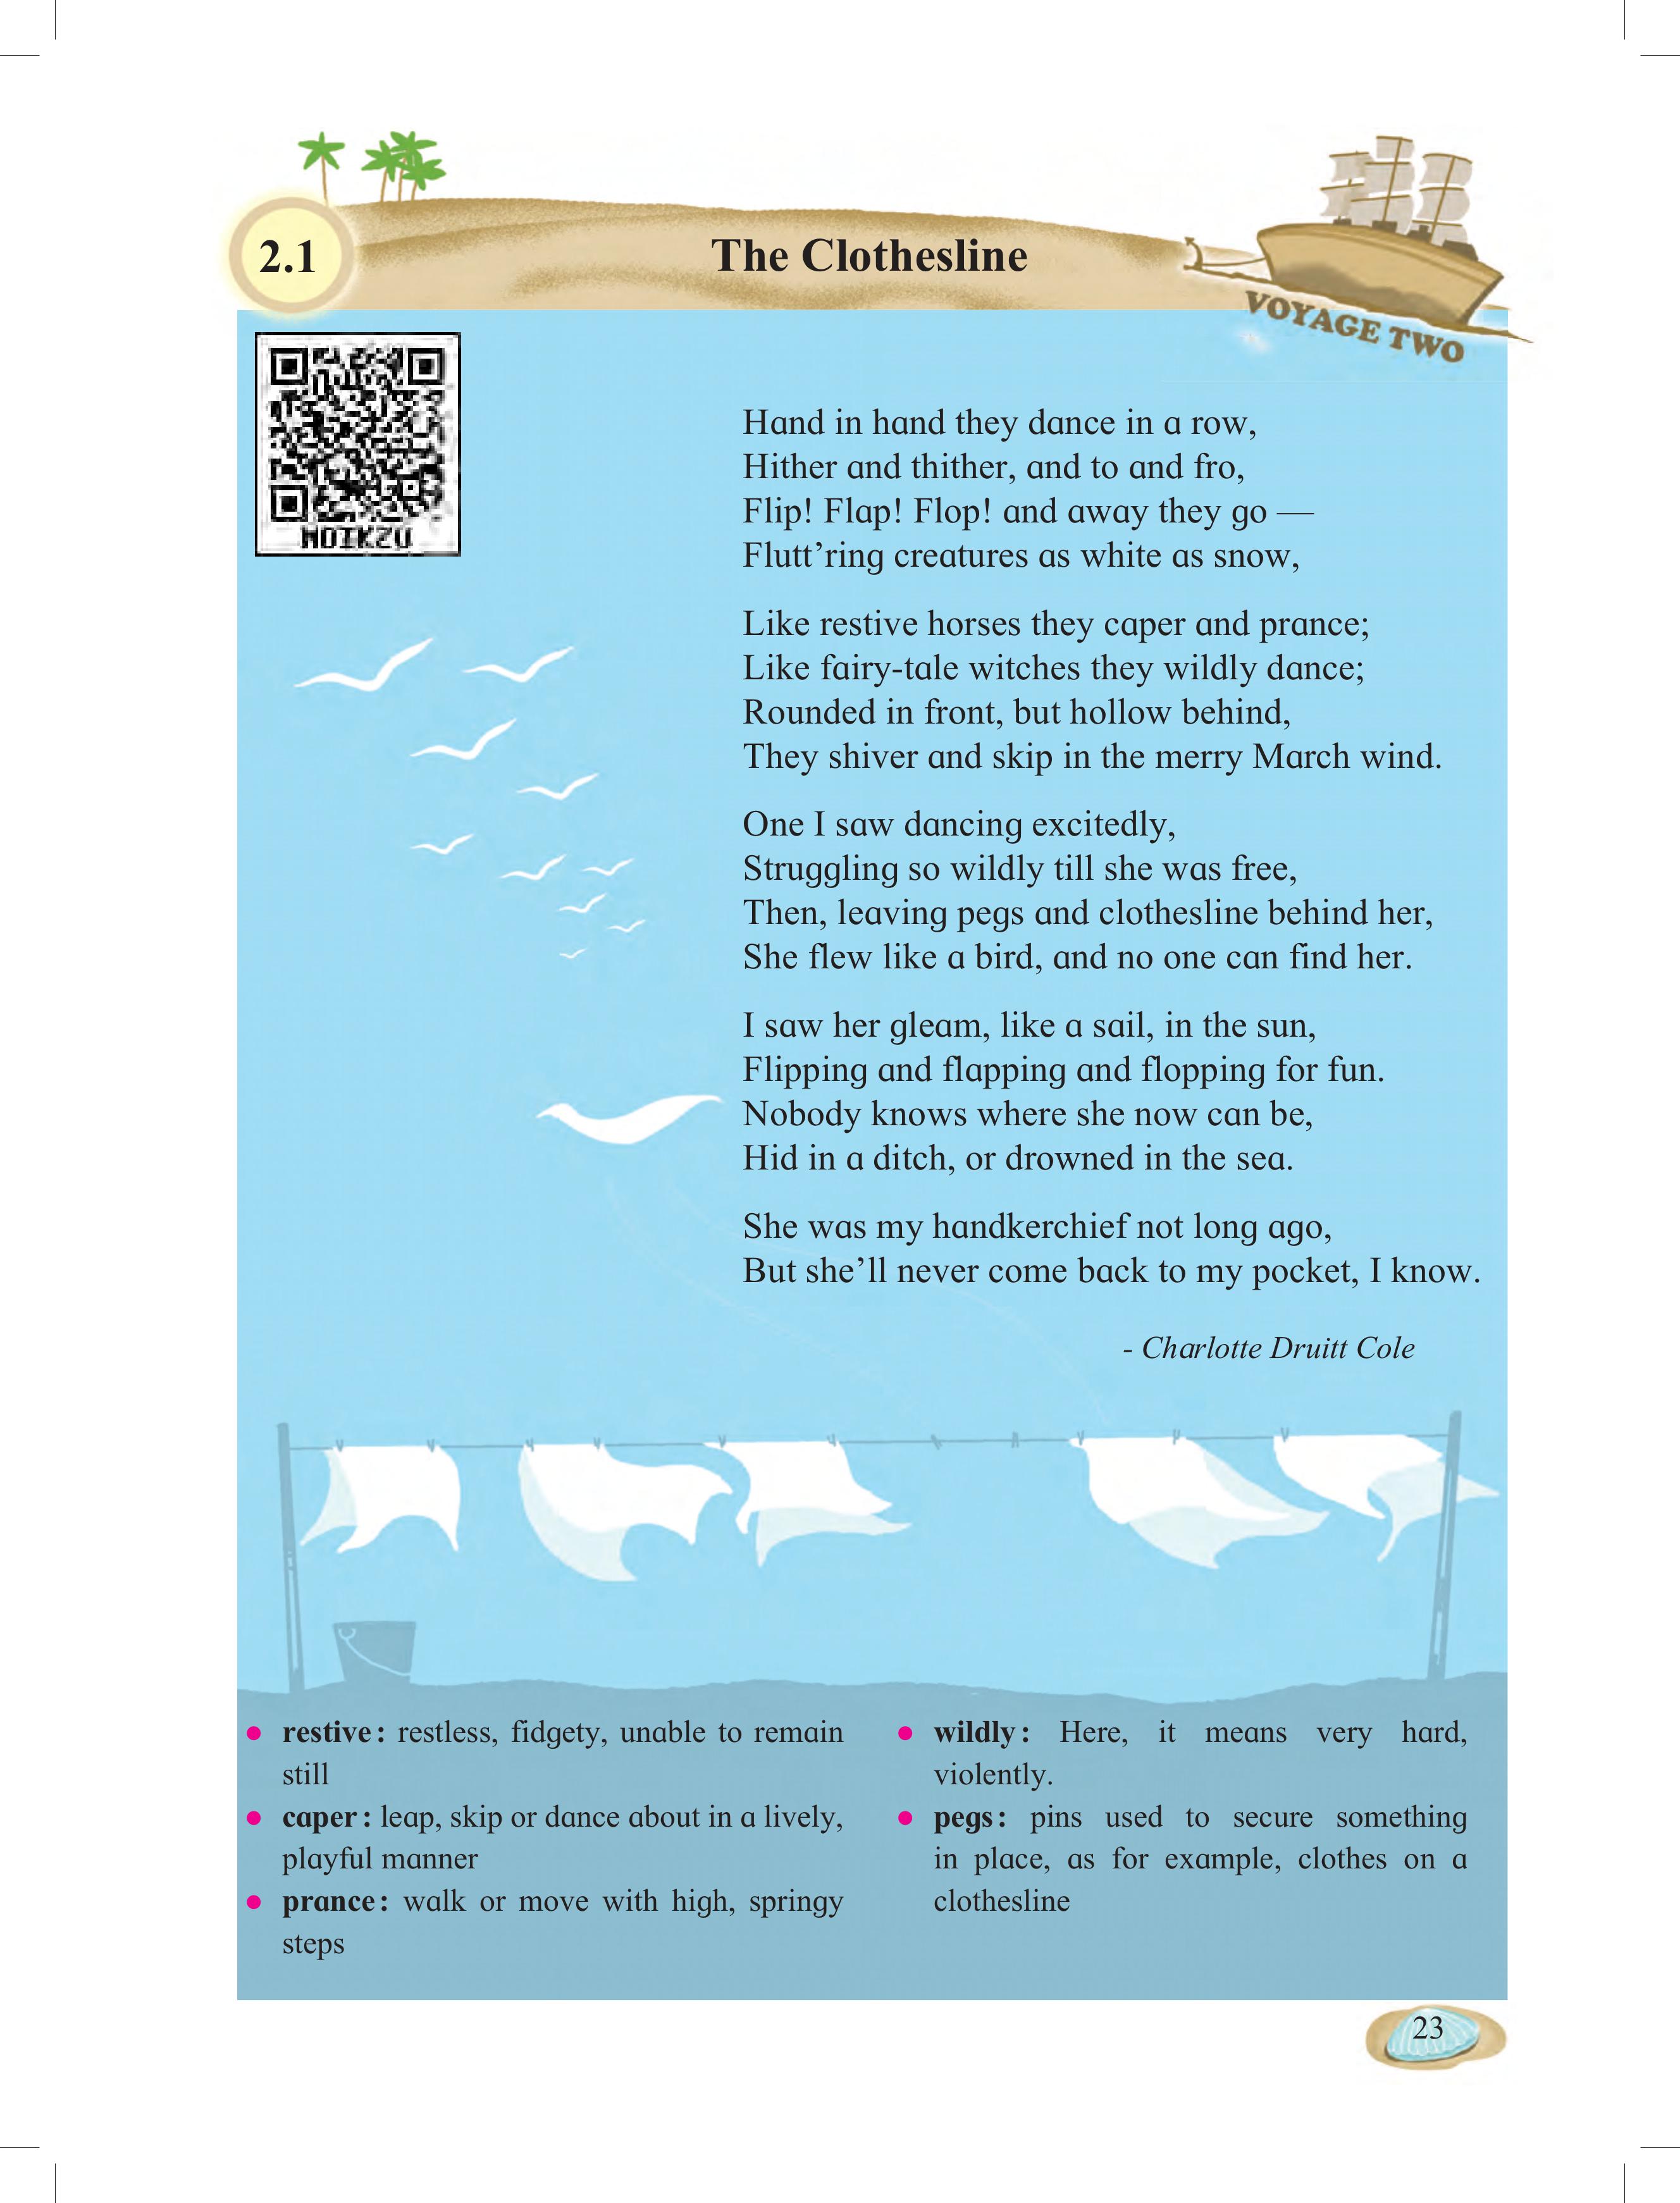 2.1
The Clothesline
VOYAGE TWO
Hand in hand they dance in a row,
Hither and thither, and to and fro,
Flip! Flap! Flop! and away they go —
Flutt’ring creatures as white as snow,
Like restive horses they caper and prance;
Like fairy-tale witches they wildly dance;
Rounded in front, but hollow behind,
They shiver and skip in the merry March wind.
One I saw dancing excitedly,
Struggling so wildly till she was free,
Then, leaving pegs and clothesline behind her,
She flew like a bird, and no one can find her.
I saw her gleam, like a sail, in the sun,
Flipping and flapping and flopping for fun.
Nobody knows where she now can be,
Hid in a ditch, or drowned in the sea.
She was my handkerchief not long ago,
But she’ll never come back to my pocket, I know.
- Charlotte Druitt Cole
● restive : restless, fidgety, unable to remain
still
● caper : leap, skip or dance about in a lively,
playful manner
● prance : walk or move with high, springy
steps
● wildly : Here, it means very hard,
violently.
● pegs : pins used to secure something
in place, as for example, clothes on a
clothesline
23